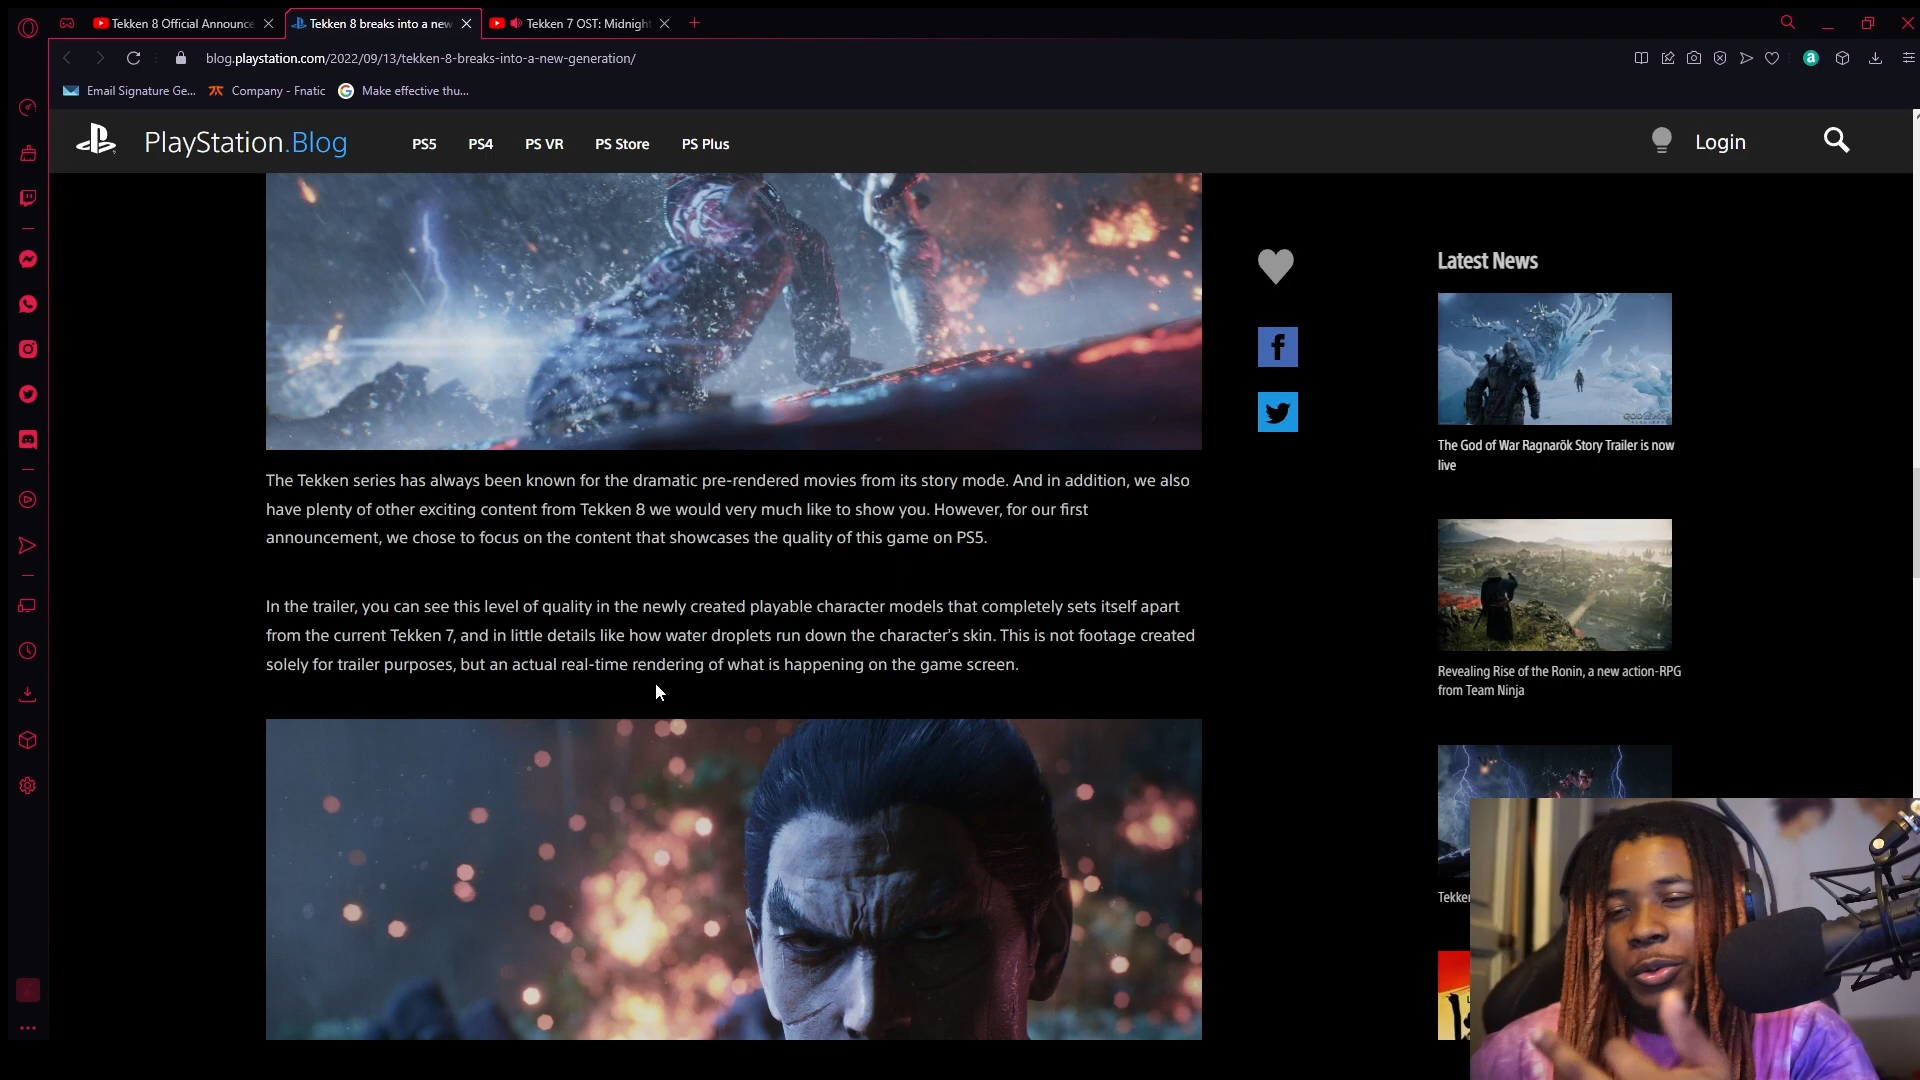 Tekken 8 Official Announce
Tekken 8 breaks into a new
Tekken 7 OST: Midnight
blog.playstation.com/2022/09/13/tekken-8-breaks-into-a-new-generation/
Email Signature Ge...
Company - Fnatic
Make effective thu...
PlayStation.Blog
PS5
PS4
PS VR
PS Store
PS Plus
Login
Latest News
The God of War Ragnarök Story Trailer is now
live
The Tekken series has always been known for the dramatic pre-rendered movies from its story mode. And in addition, we also
have plenty of other exciting content from Tekken 8 we would very much like to show you. However, for our first
announcement, we chose to focus on the content that showcases the quality of this game on PS5.
In the trailer, you can see this level of quality in the newly created playable character models that completely sets itself apart
from the current Tekken 7, and in little details like how water droplets run down the character's skin. This is not footage created
solely for trailer purposes, but an actual real-time rendering of what is happening on the game screen.
Revealing Rise of the Ronin, a new action-RPG
from Team Ninja
Tekke